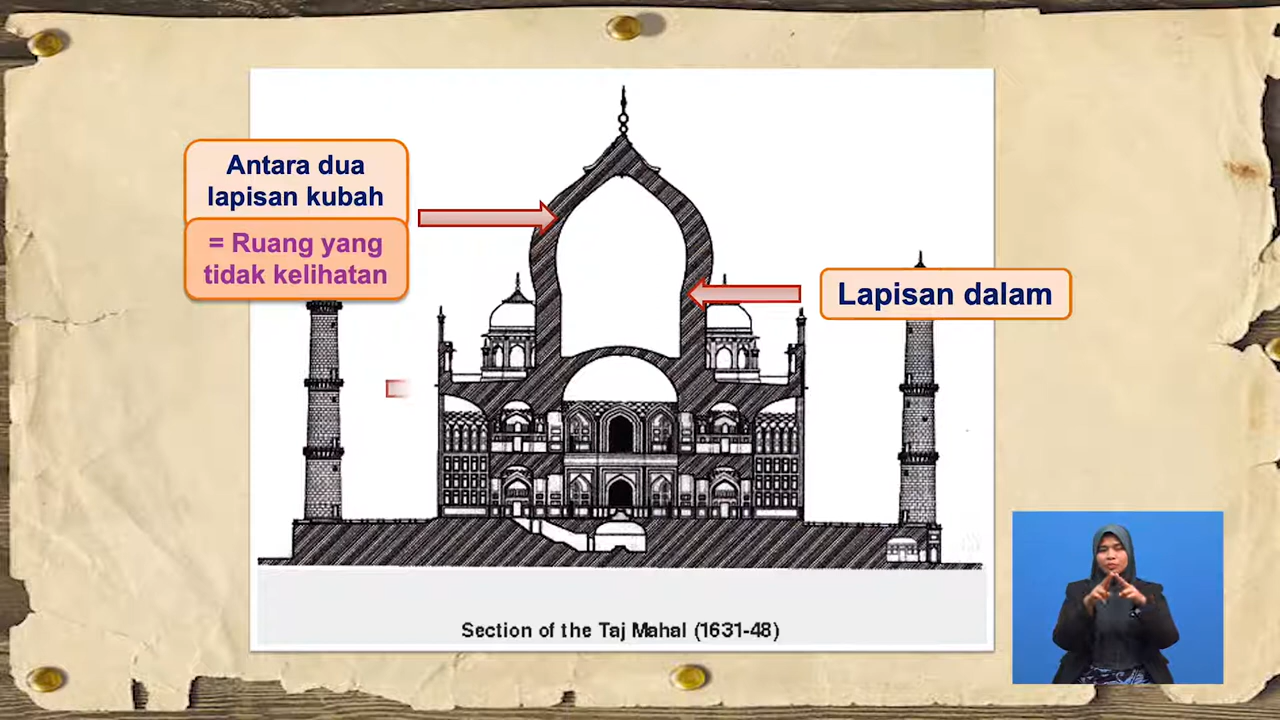 Antara dua
lapisan kubah
= Ruang yang
tidak kelihatan
Lapisan dalam
Section of the Taj Mahal (1631-48)